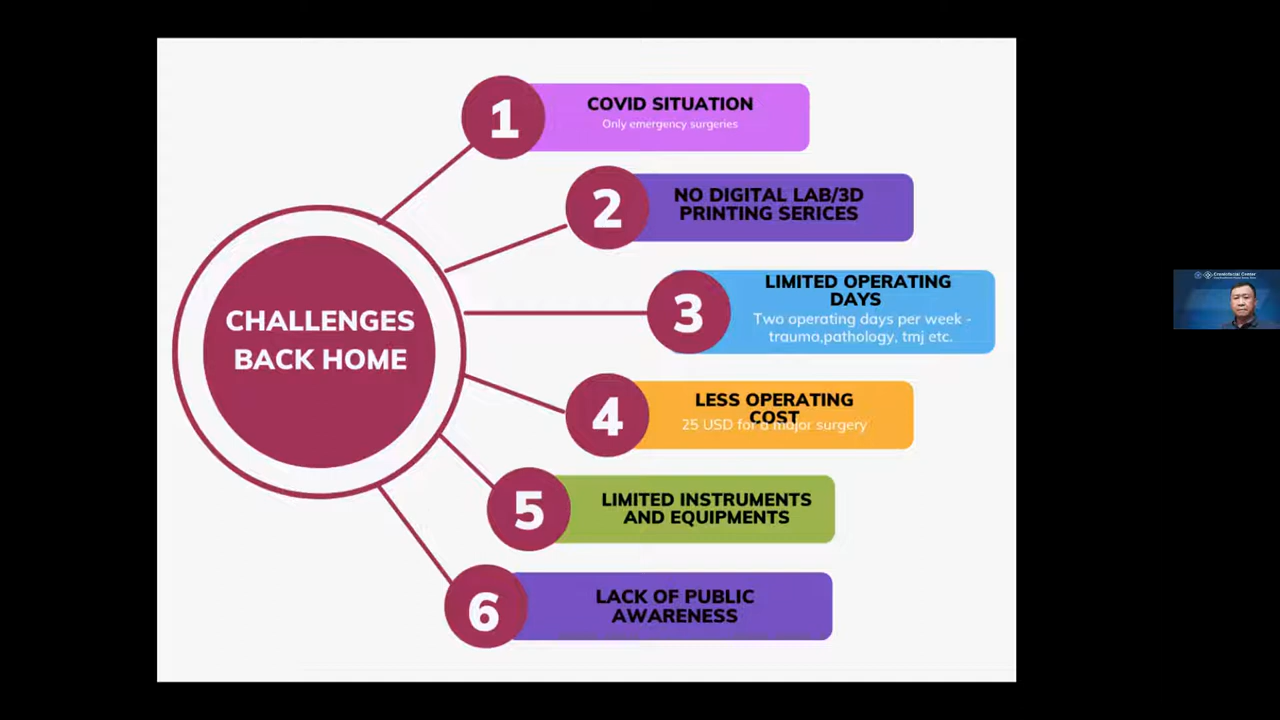 CHALLENGES
BACK HOME
1
COVID SITUATION
Only emergency surgeries
2
NO DIGITAL LAB/3D
PRINTING SERICES
3
LIMITED OPERATING
DAYS
Two operating days per week -
trauma,pathology, tmj etc.
4
LESS OPERATING
COST
25 USD for a major surgery
5
LIMITED INSTRUMENTS
AND EQUIPMENTS
6
LACK OF PUBLIC
AWARENESS